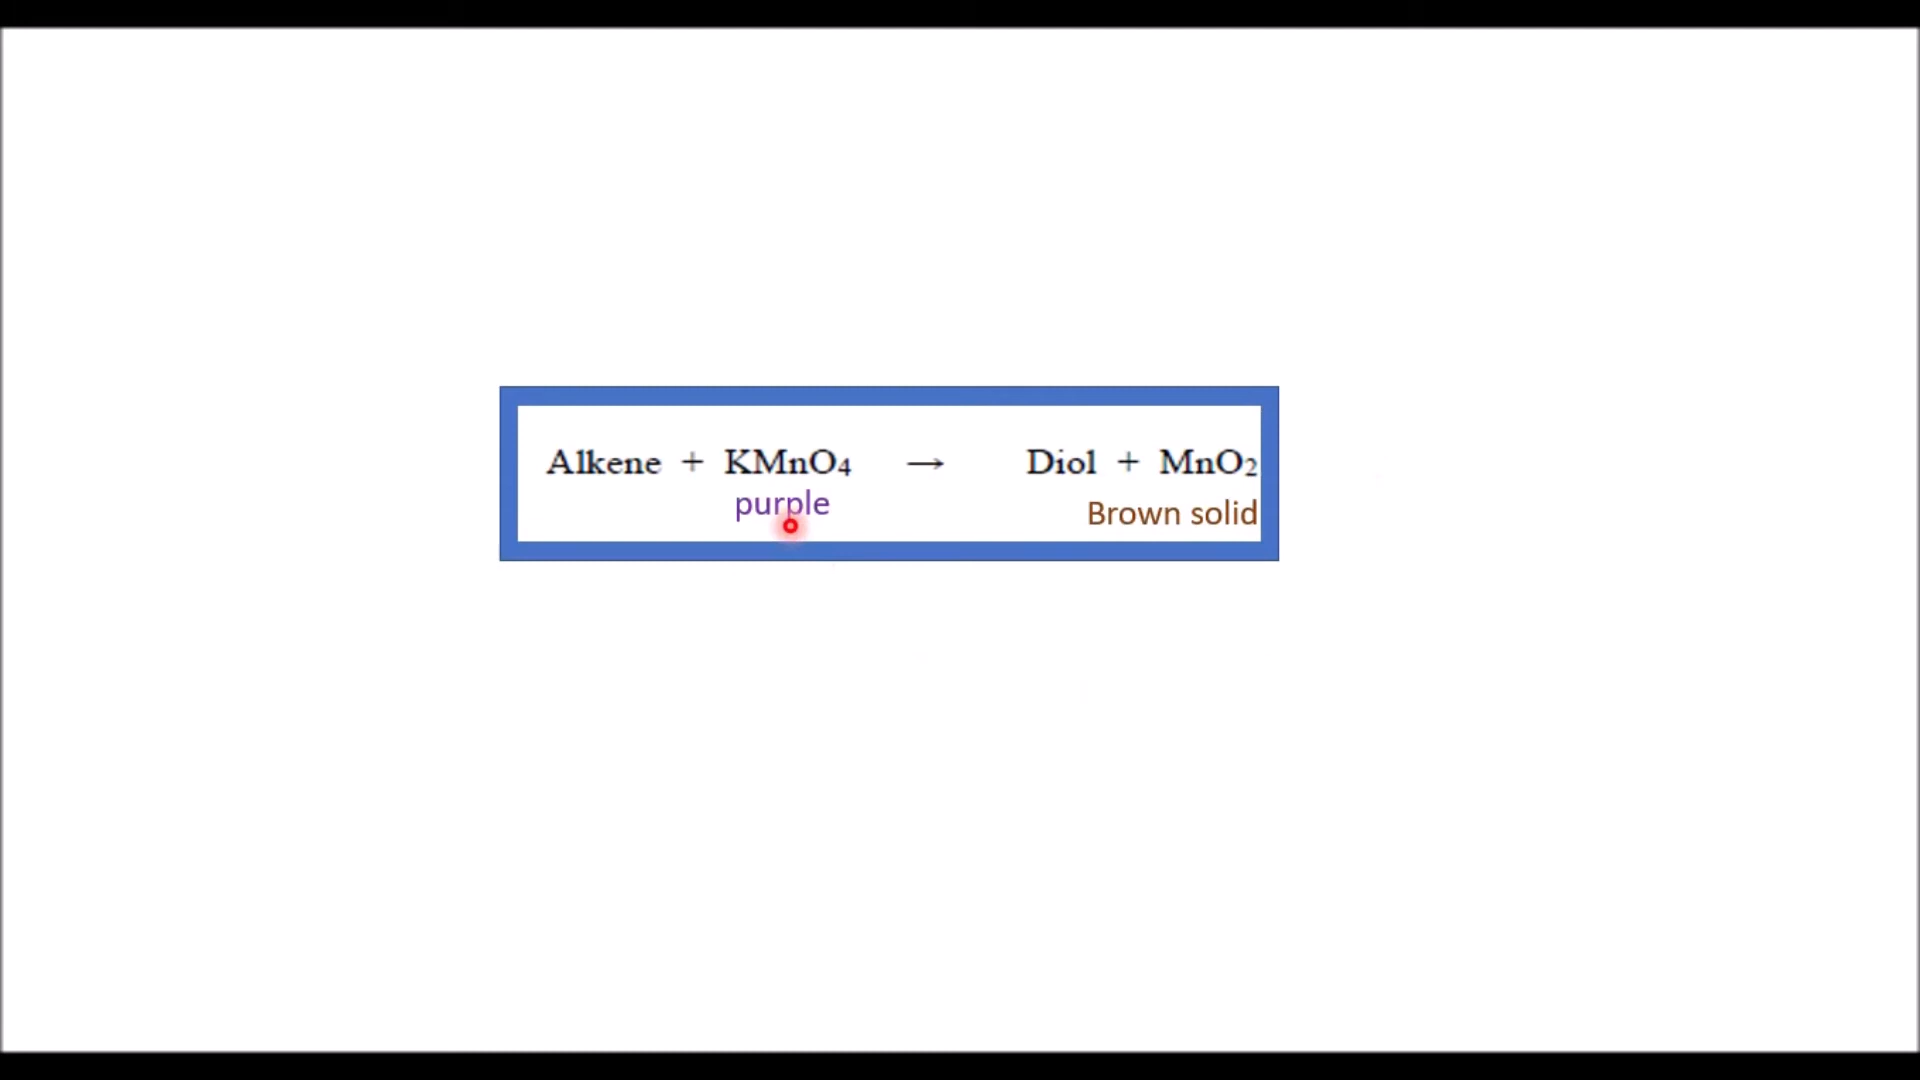 Alkene + KMnO4 → Diol + MnO2
purple Brown solid